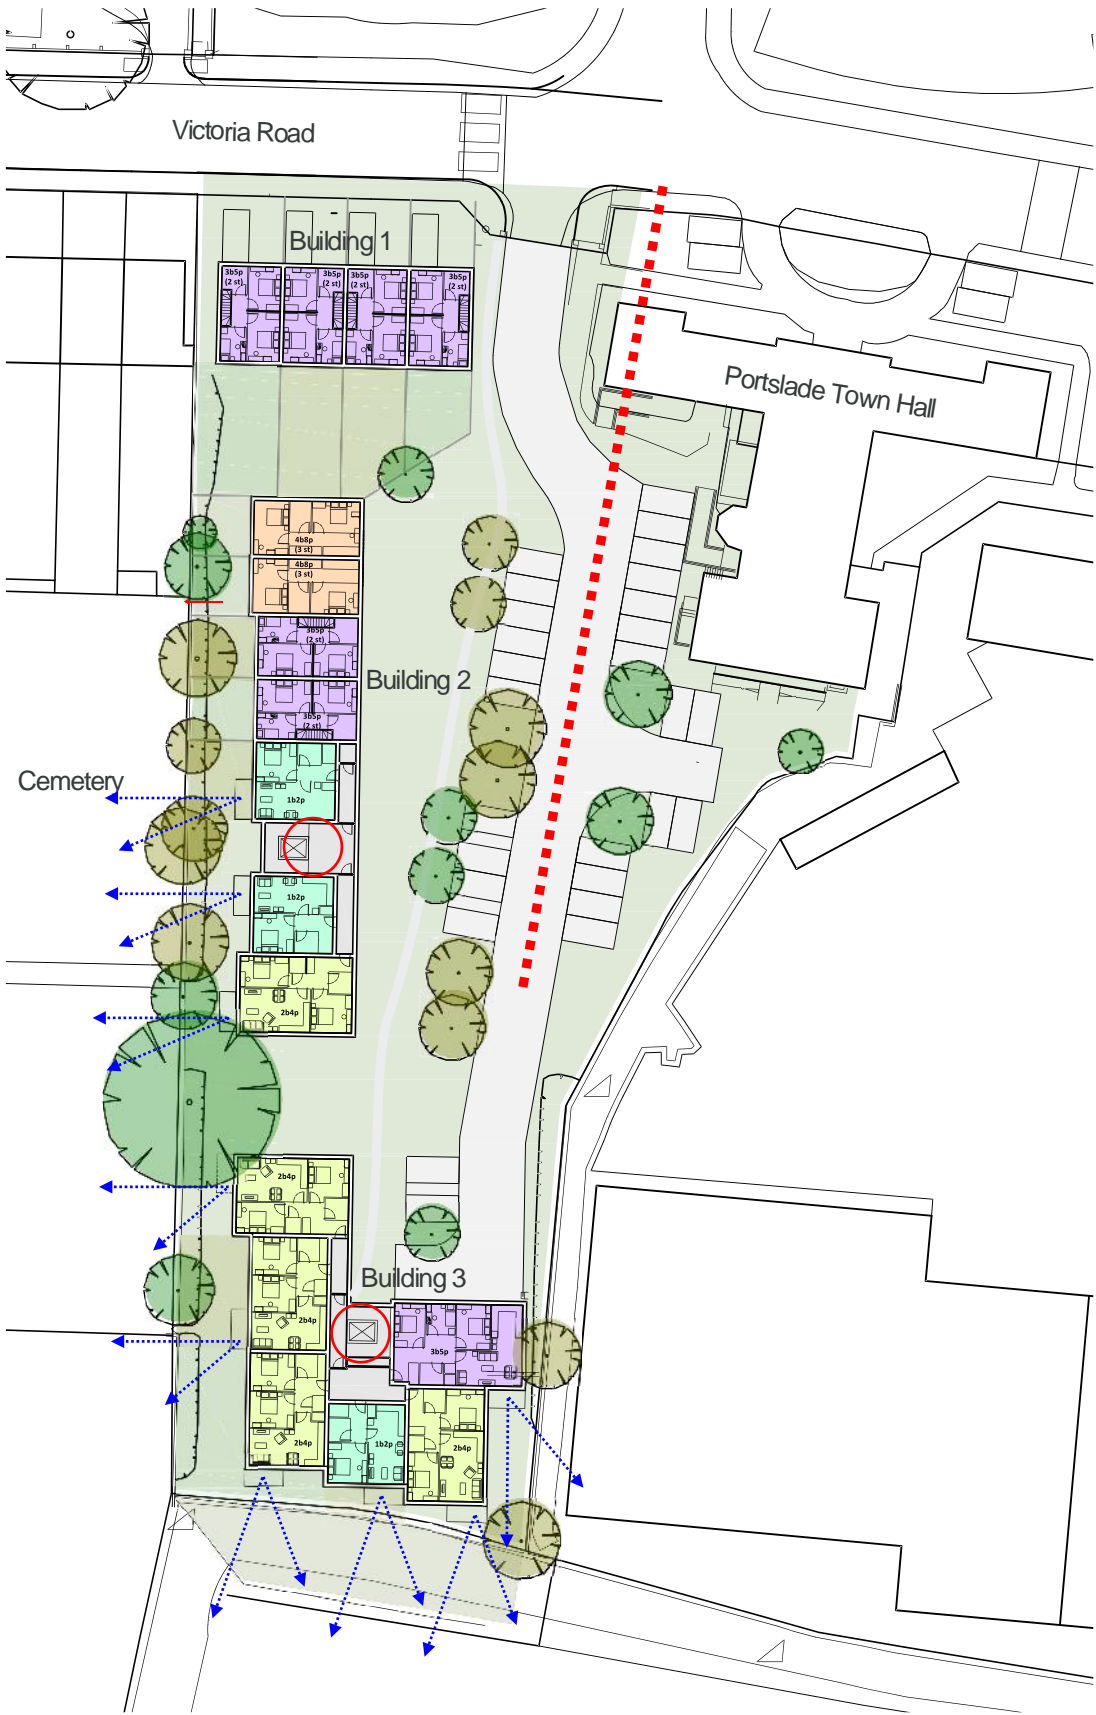 Victoria Road
Building 1
3b5p
(2 st)
3b5p
(2 st)
3b5p
(2 st)
3b5p
(2 st)
Portslade Town Hall
4b8p
(3 st)
4b8p
(3 st)
3b5p
(2 st)
Building 2
3b5p
(2 st)
Cemetery
1b2p
1b2p
2b4p
2b4p
Building 3
2b4p
3b5p
2b4p
1b2p
2b4p